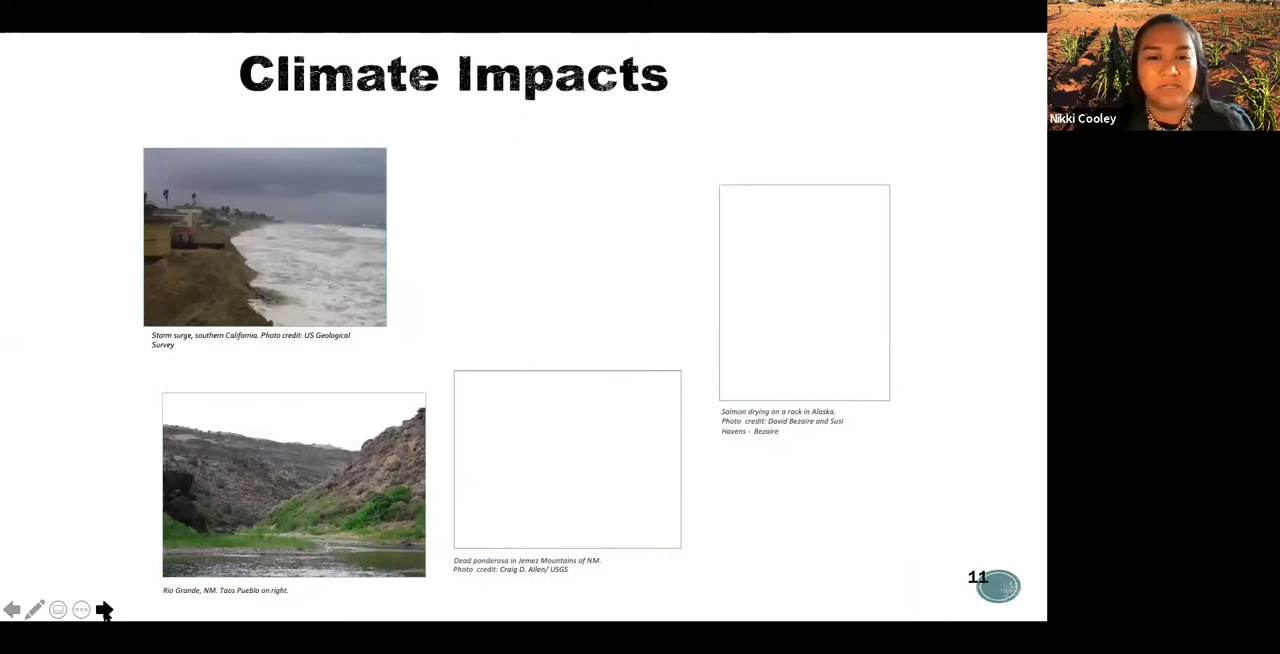 Climate Impacts
Nikki Cooley
Storm surge, southern California. Photo credit: US Geological
Survey
Salmon drying on a rack in Alaska.
Photo credit: David Bezaire and Susi
Havens - Bezaire
Dead ponderosa in Jemez Mountains of NM.
Photo credit: Craig D. Allen/ USGS
Rio Grande, NM. Taos Pueblo on right.
11